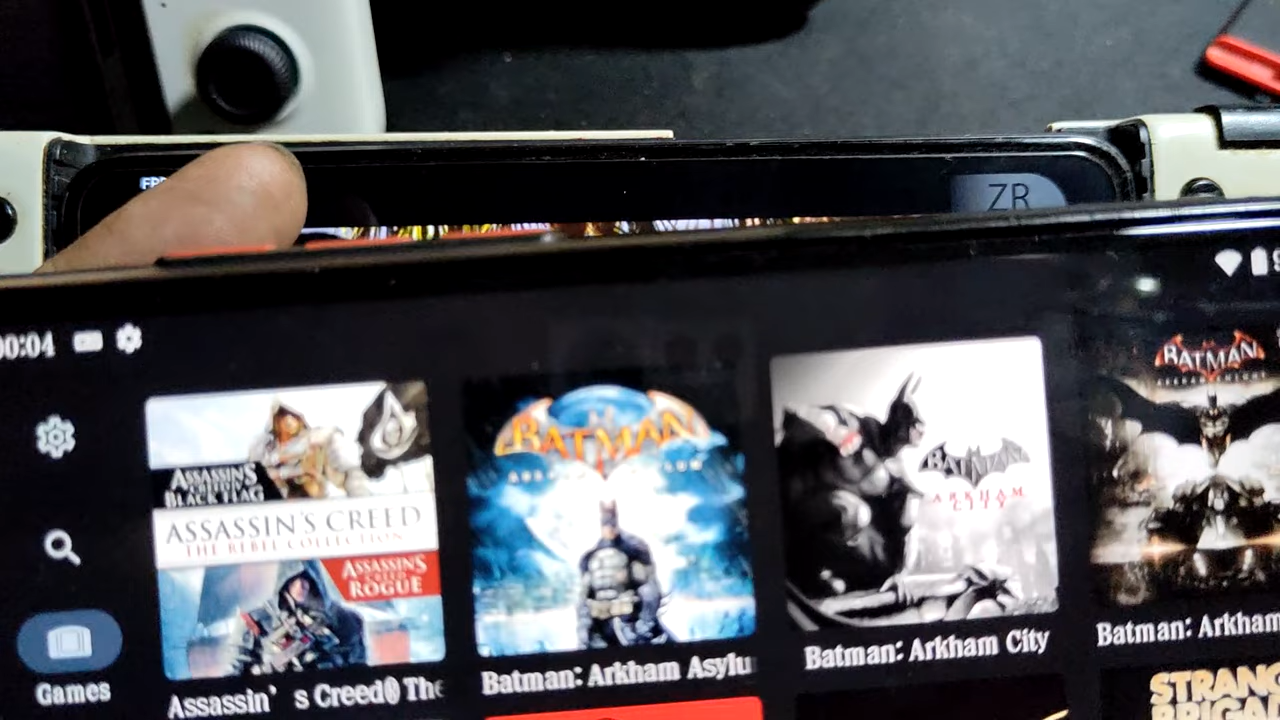 ZR
00:04
ASSASSIN'S
CREED
BLACK FLAG
ASSASSIN'S CREED
THE REBEL COLLECTION
ASSASSIN'S
CREED
ROGUE
Assassin's Creed® The
BATMAN
Batman: Arkham Asylu
BATMAN
ARKHAM
CITY
Batman: Arkham City
BATMAN
Batman: Arkham
Games
STRANG
BRIGAD